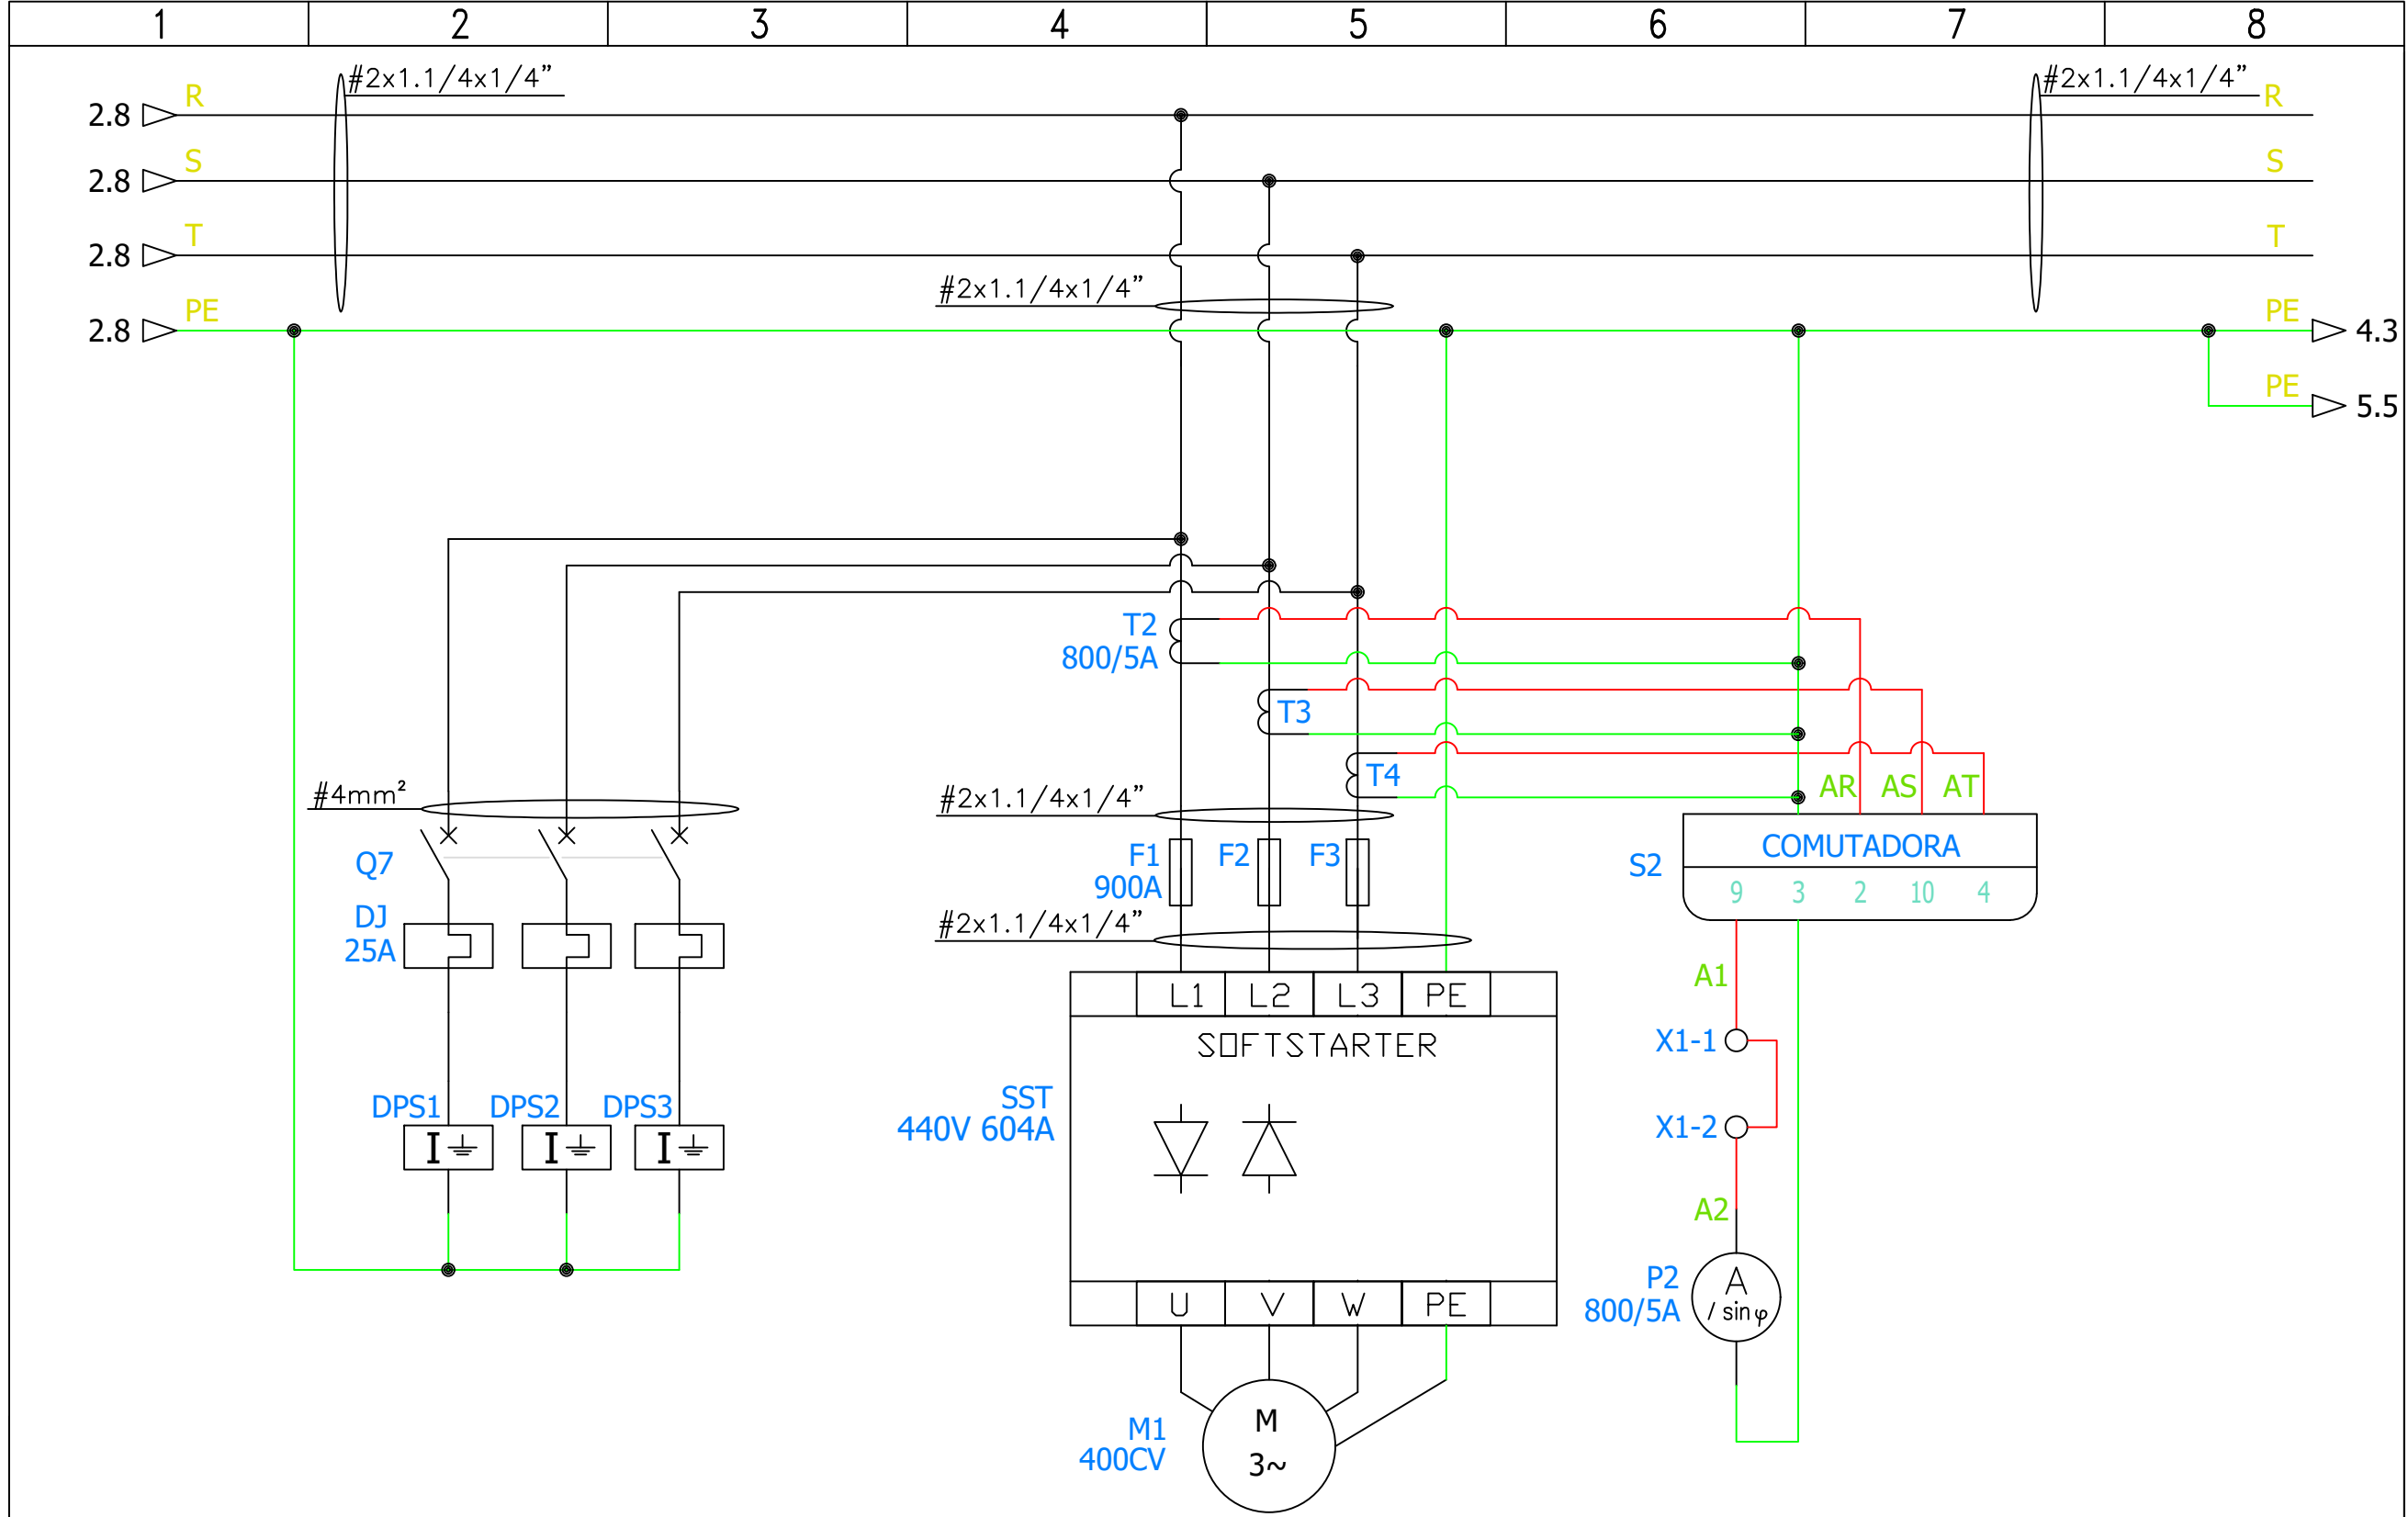 1 2 3 4 5 6 7 8
#2x1.1/4x1/4” #2x1.1/4x1/4”
2.8 R R
2.8 S S
2.8 T T
#2x1.1/4x1/4”
2.8 PE PE 4.3
PE 5.5
T2
800/5A
T3
T4
#4mm²
#2x1.1/4x1/4”
AR AS AT
Q7
F1 F2 F3
900A
S2
COMUTADORA
9 3 2 10 4
DJ
25A
#2x1.1/4x1/4”
A1
L1 L2 L3 PE
SOFTSTARTER
X1-1
SST
440V 604A
DPS1 DPS2 DPS3
X1-2
I I I
A2
P2
800/5A
A
/ sin φ
U V W PE
M1
400CV
M
3~